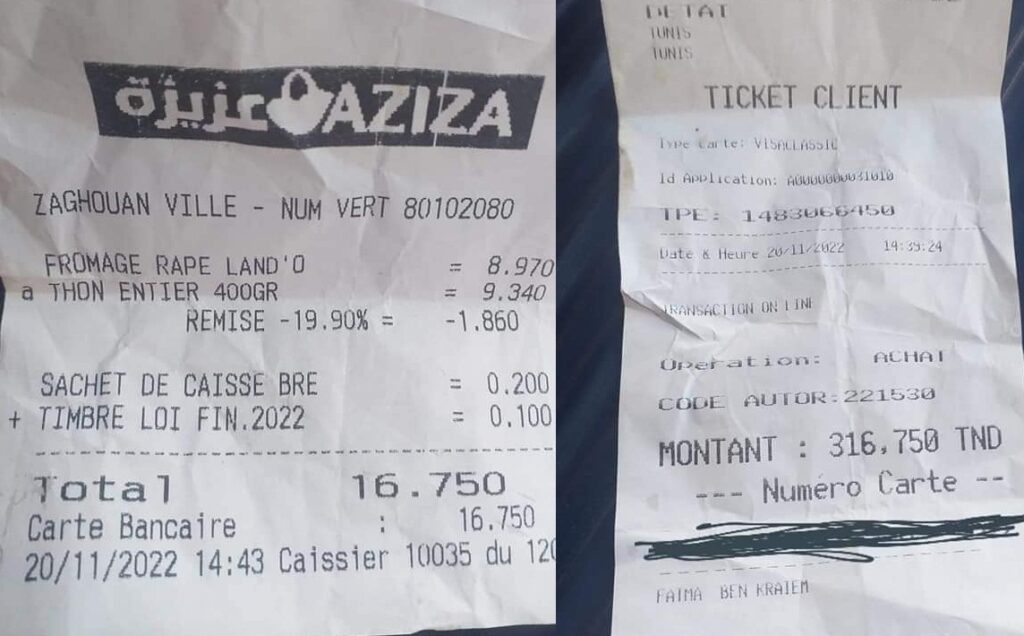 عزيزة AZIZA
ZAGHOUAN VILLE - NUM VERT 80102080
FROMAGE RAPE LAND'O = 8.970
a THON ENTIER 400GR = 9.340
REMISE -19.90% = -1.860
SACHET DE CAISSE BRE = 0.200
+ TIMBRE LOI FIN.2022 = 0.100
Total 16.750
Carte Bancaire : 16.750
20/11/2022 14:43 Caissier 10035 du 120
DETAT
TUNIS
TUNIS
TICKET CLIENT
Type Carte: VISACLASSIC
Id Application: A0000000031010
TPE: 1483066450
Date & Heure 20/11/2022 14:39:24
TRANSACTION ON LINE
Operation: ACHAT
CODE AUTOR:221530
MONTANT : 316,750 TND
--- Numéro Carte --
FAIMA BEN KRAIEM